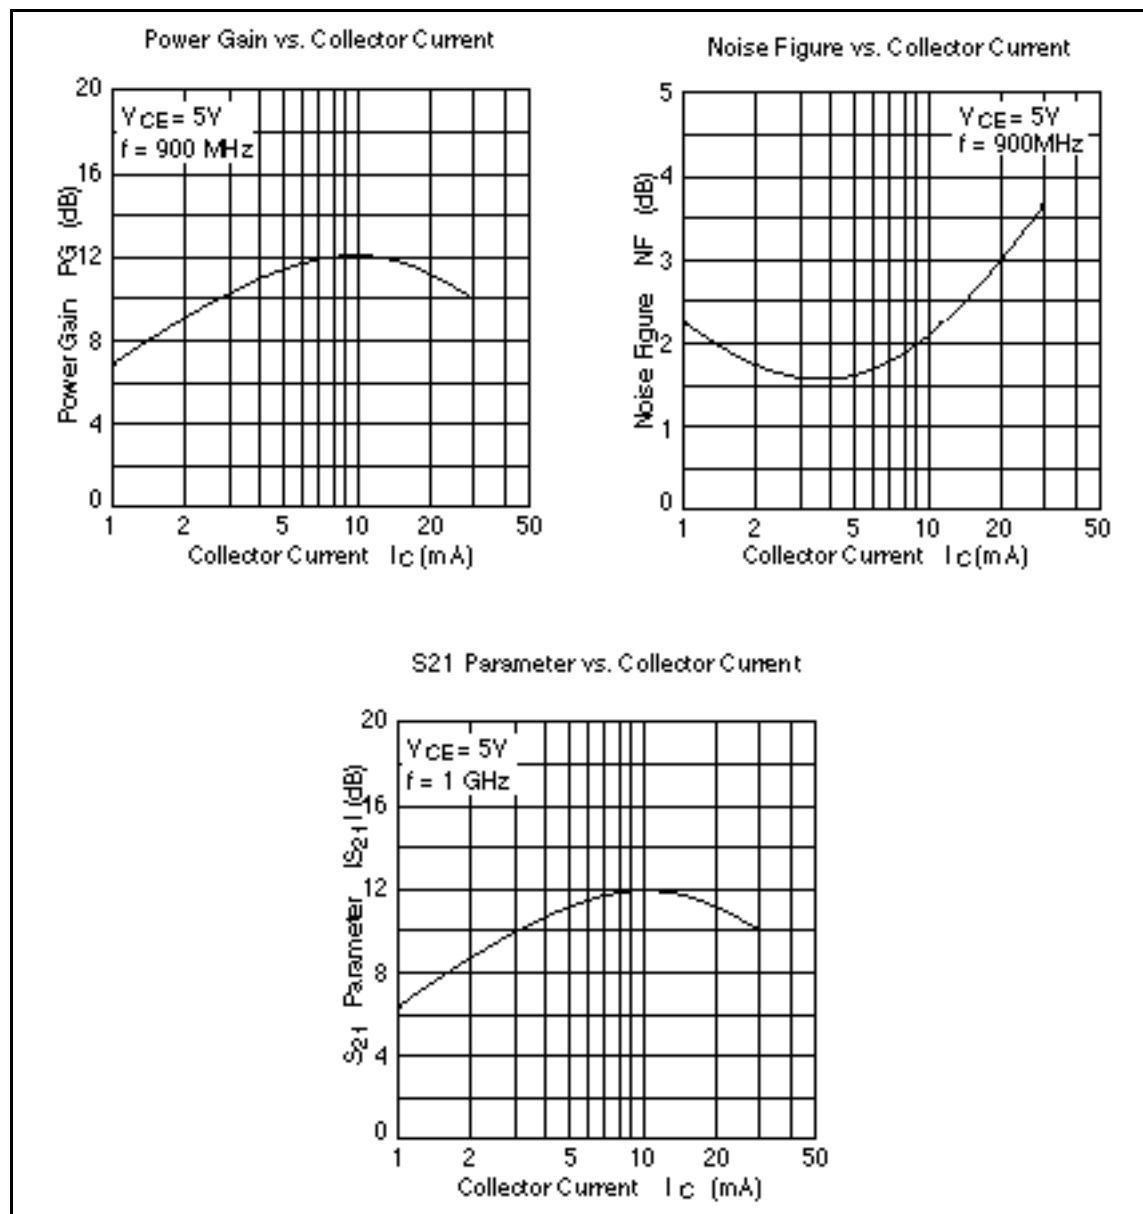 Power Gain vs. Collector Current
20
16
12
8
4
0
VCE = 5V
f = 900 MHz
Power Gain PG (dB)
1 2 5 10 20 50
Collector Current IC (mA)
Noise Figure vs. Collector Current
5
4
3
2
1
0
VCE = 5V
f = 900MHz
Noise Figure NF (dB)
1 2 5 10 20 50
Collector Current IC (mA)
S21 Parameter vs. Collector Current
20
16
12
8
4
0
VCE = 5V
f = 1 GHz
S21 Parameter |S21| (dB)
1 2 5 10 20 50
Collector Current IC (mA)